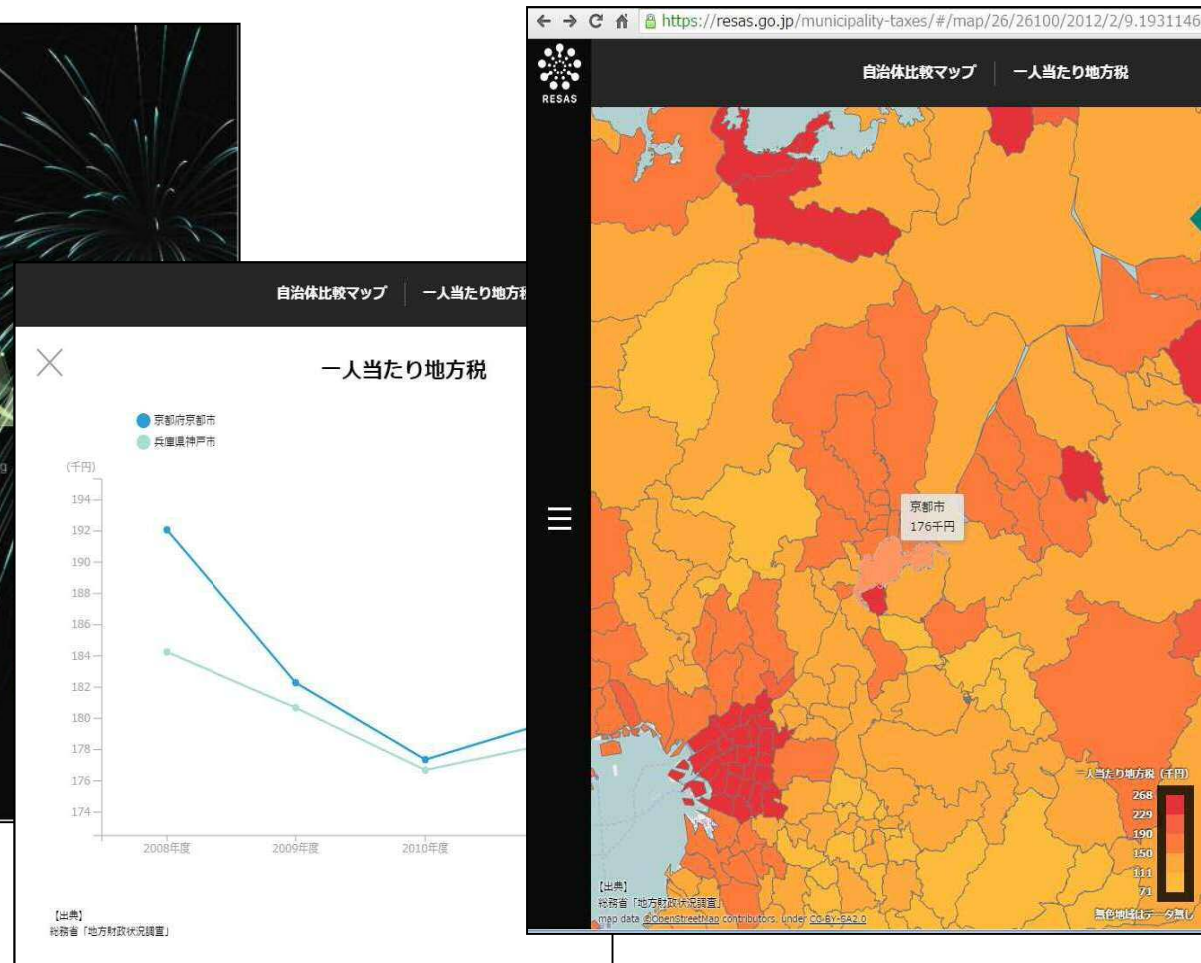 https://resas.go.jp/municipality-taxes/#/map/26/26100/2012/2/9.1931146
RESAS
自治体比較マップ
一人当たり地方税
京都市
176千円
一人当たり地方税（千円）
268
229
190
150
111
71
無色地域はデータ無し
【出典】
総務省「地方財政状況調査」
map data ©OpenStreetMap contributors, under CC-BY-SA2.0
自治体比較マップ
一人当たり地方税
一人当たり地方税
京都府京都市
兵庫県神戸市
(千円)
194
192
190
188
186
184
182
180
178
176
174
2008年度
2009年度
2010年度
【出典】
総務省「地方財政状況調査」